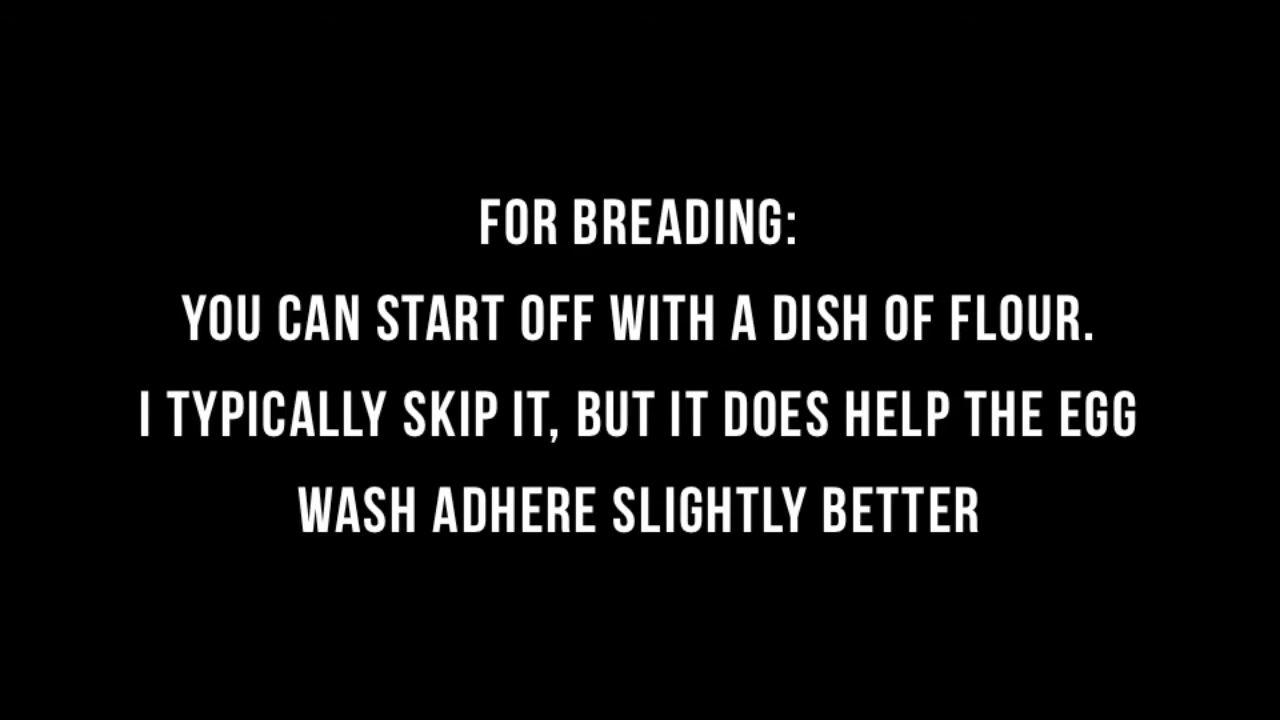 FOR BREADING:
YOU CAN START OFF WITH A DISH OF FLOUR.
I TYPICALLY SKIP IT, BUT IT DOES HELP THE EGG
WASH ADHERE SLIGHTLY BETTER